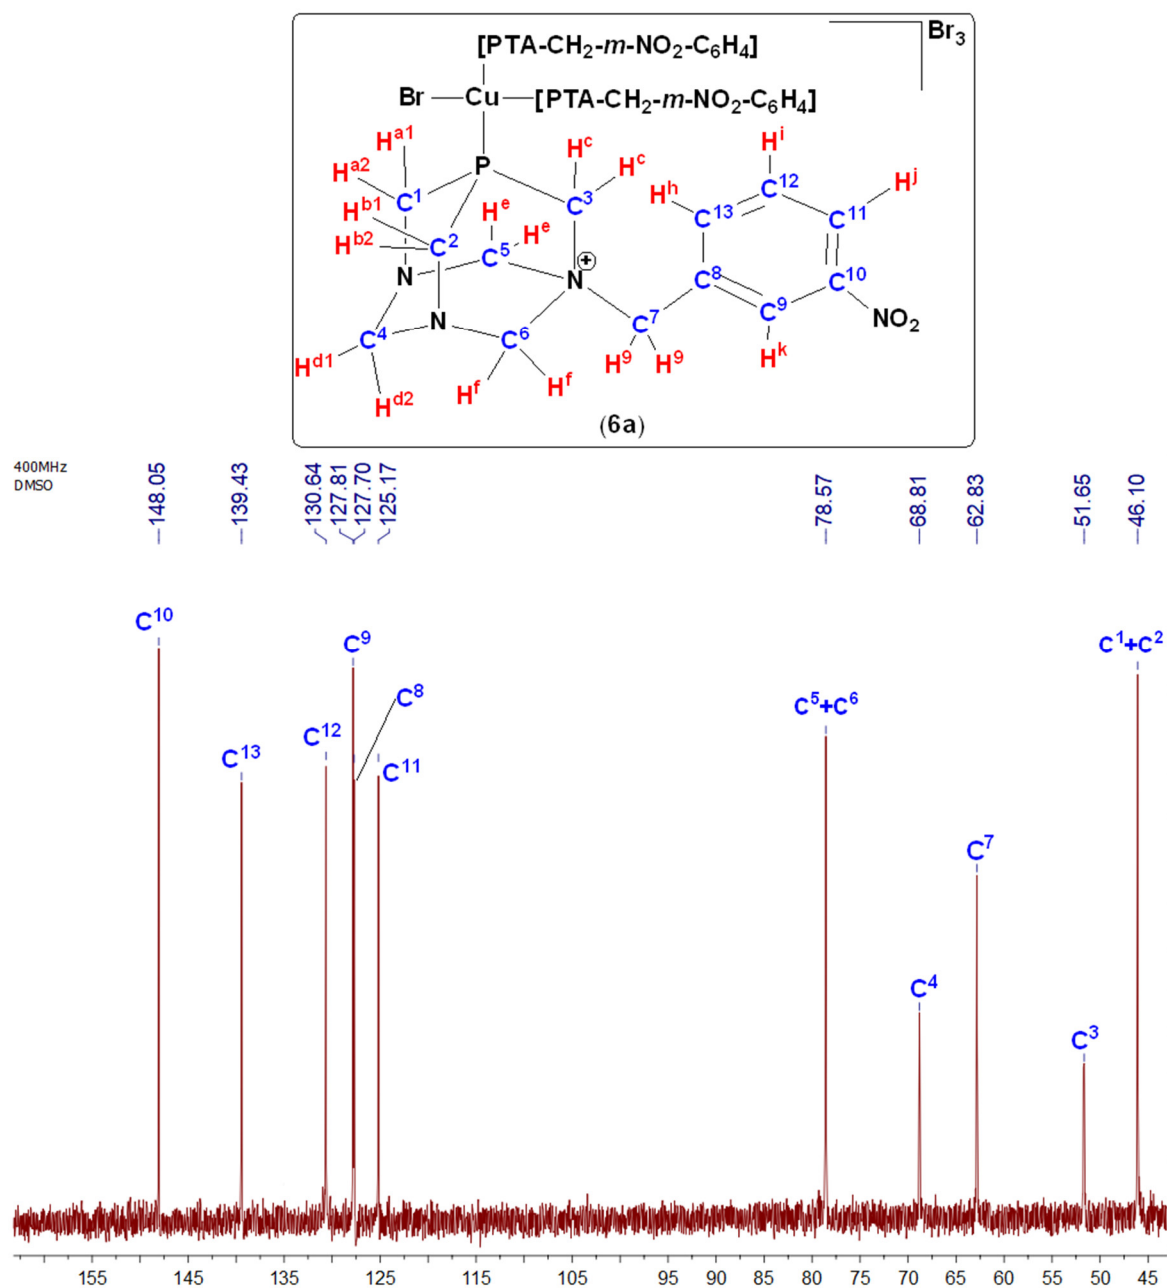 [PTA-CH2-m-NO2-C6H4]
Br3
Br
Cu
[PTA-CH2-m-NO2-C6H4]
Ha1
Ha2
P
Hc
Hc
Hi
C12
Hj
C1
Hb1
He
C3
Hh
C13
C11
Hb2
C2
He
C5
N
N
⊕
C8
C10
N
C9
NO2
C4
C6
C7
Hd1
H9
H9
Hk
Hd2
Hf
Hf
(6a)
400MHz
DMSO
148.05
139.43
130.64
127.81
127.70
125.17
78.57
68.81
62.83
51.65
46.10
C10
C9
C1+C2
C8
C5+C6
C12
C13
C11
C7
C4
C3
155 145 135 125 115 105 95 90 85 80 75 70 65 60 55 50 45